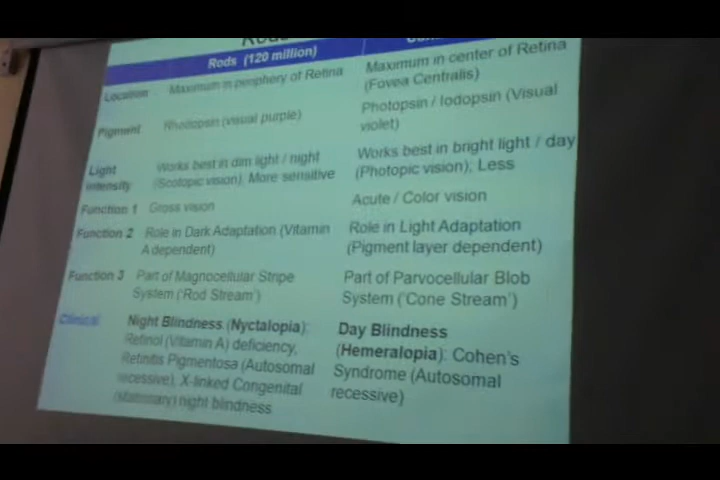 Rods
Rods (120 million)
Location
Maximum in periphery of Retina
Maximum in center of Retina
(Fovea Centralis)
Pigment
Rhodopsin (visual purple)
Photopsin / Iodopsin (Visual
violet)
Light
intensity
Works best in dim light / night
(Scotopic vision), More sensitive
Works best in bright light / day
(Photopic vision), Less
Function 1
Gross vision
Acute / Color vision
Function 2
Role in Dark Adaptation (Vitamin
A dependent)
Role in Light Adaptation
(Pigment layer dependent)
Function 3
Part of Magnocellular Stripe
System ('Rod Stream')
Part of Parvocellular Blob
System ('Cone Stream')
Clinical
Night Blindness (Nyctalopia):
Retinol (Vitamin A) deficiency,
Retinitis Pigmentosa (Autosomal
recessive), X-linked Congenital
(stationary) night blindness
Day Blindness
(Hemeralopia): Cohen's
Syndrome (Autosomal
recessive)